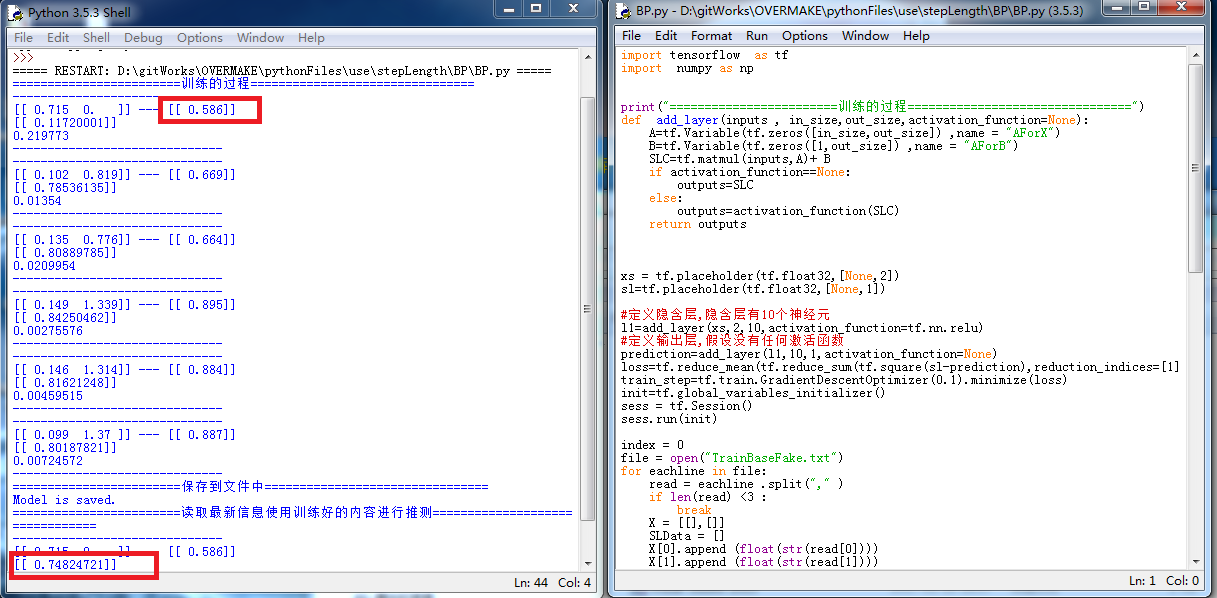 Python 3.5.3 Shell
File Edit Shell Debug Options Window Help
>>>
===== RESTART: D:\gitWorks\OVERMAKE\pythonFiles\use\stepLength\BP\BP.py =====
========================训练的过程================================
------------------------------
[[ 0.715  0.   ]] --- [[ 0.586]]
[[ 0.11720001]]
0.219773
------------------------------
------------------------------
[[ 0.102  0.819]] --- [[ 0.669]]
[[ 0.78536135]]
0.01354
------------------------------
------------------------------
[[ 0.135  0.776]] --- [[ 0.664]]
[[ 0.80889785]]
0.0209954
------------------------------
------------------------------
[[ 0.149  1.339]] --- [[ 0.895]]
[[ 0.84250462]]
0.00275576
------------------------------
------------------------------
[[ 0.146  1.314]] --- [[ 0.884]]
[[ 0.81621248]]
0.00459515
------------------------------
------------------------------
[[ 0.099  1.37 ]] --- [[ 0.887]]
[[ 0.80187821]]
0.00724572
------------------------------
========================保存到文件中================================
Model is saved.
========================读取最新信息使用训练好的内容进行推测====================
============
------------------------------
[[ 0.715  0.   ]] --- [[ 0.586]]
[[ 0.74824721]]
Ln: 44 Col: 4
BP.py - D:\gitWorks\OVERMAKE\pythonFiles\use\stepLength\BP\BP.py (3.5.3)
File Edit Format Run Options Window Help
import tensorflow  as tf
import  numpy as np
print("========================训练的过程================================")
def  add_layer(inputs , in_size,out_size,activation_function=None):
    A=tf.Variable(tf.zeros([in_size,out_size]) ,name = "AForX")
    B=tf.Variable(tf.zeros([1,out_size]) ,name = "AForB")
    SLC=tf.matmul(inputs,A)+ B
    if activation_function==None:
        outputs=SLC
    else:
        outputs=activation_function(SLC)
    return outputs
xs = tf.placeholder(tf.float32,[None,2])
sl=tf.placeholder(tf.float32,[None,1])
#定义隐含层,隐含层有10个神经元
l1=add_layer(xs,2,10,activation_function=tf.nn.relu)
#定义输出层,假设没有任何激活函数
prediction=add_layer(l1,10,1,activation_function=None)
loss=tf.reduce_mean(tf.reduce_sum(tf.square(sl-prediction),reduction_indices=[1]
train_step=tf.train.GradientDescentOptimizer(0.1).minimize(loss)
init=tf.global_variables_initializer()
sess = tf.Session()
sess.run(init)
index = 0
file = open("TrainBaseFake.txt")
for eachline in file:
    read = eachline .split("," )
    if len(read) <3 :
        break
    X = [[],[]]
    SLData = []
    X[0].append (float(str(read[0])))
    X[1].append (float(str(read[1])))
Ln: 1 Col: 0